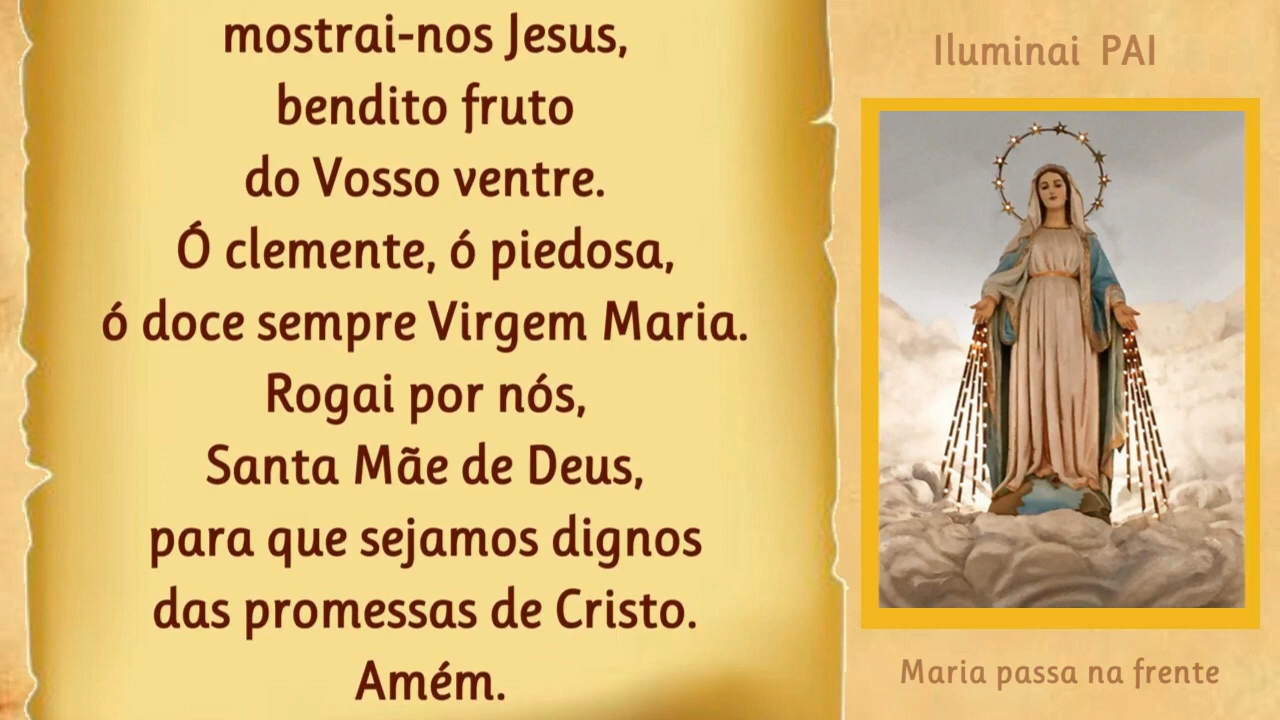 mostrai-nos Jesus,
bendito fruto
do Vosso ventre.
Ó clemente, ó piedosa,
ó doce sempre Virgem Maria.
Rogai por nós,
Santa Mãe de Deus,
para que sejamos dignos
das promessas de Cristo.
Amém.
Iluminai PAI
Maria passa na frente